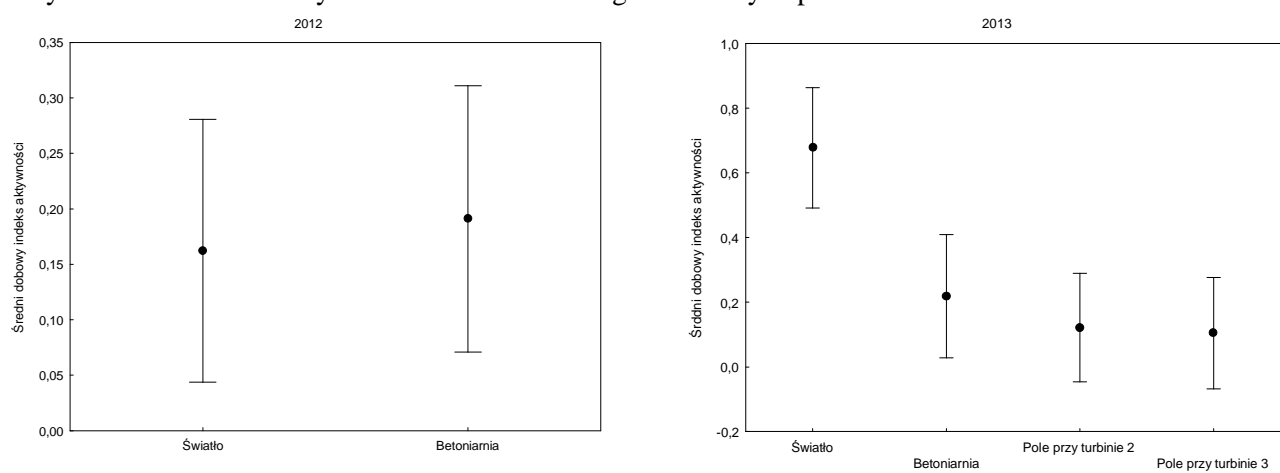 2012
0,35
0,30
0,25
0,20
0,15
0,10
0,05
0,00
Średni dobowy indeks aktywności
Światło
Betoniarnia
2013
1,0
0,8
0,6
0,4
0,2
0,0
-0,2
Śrddni dobowy indeks aktywności
Światło
Betoniarnia
Pole przy turbinie 2
Pole przy turbinie 3